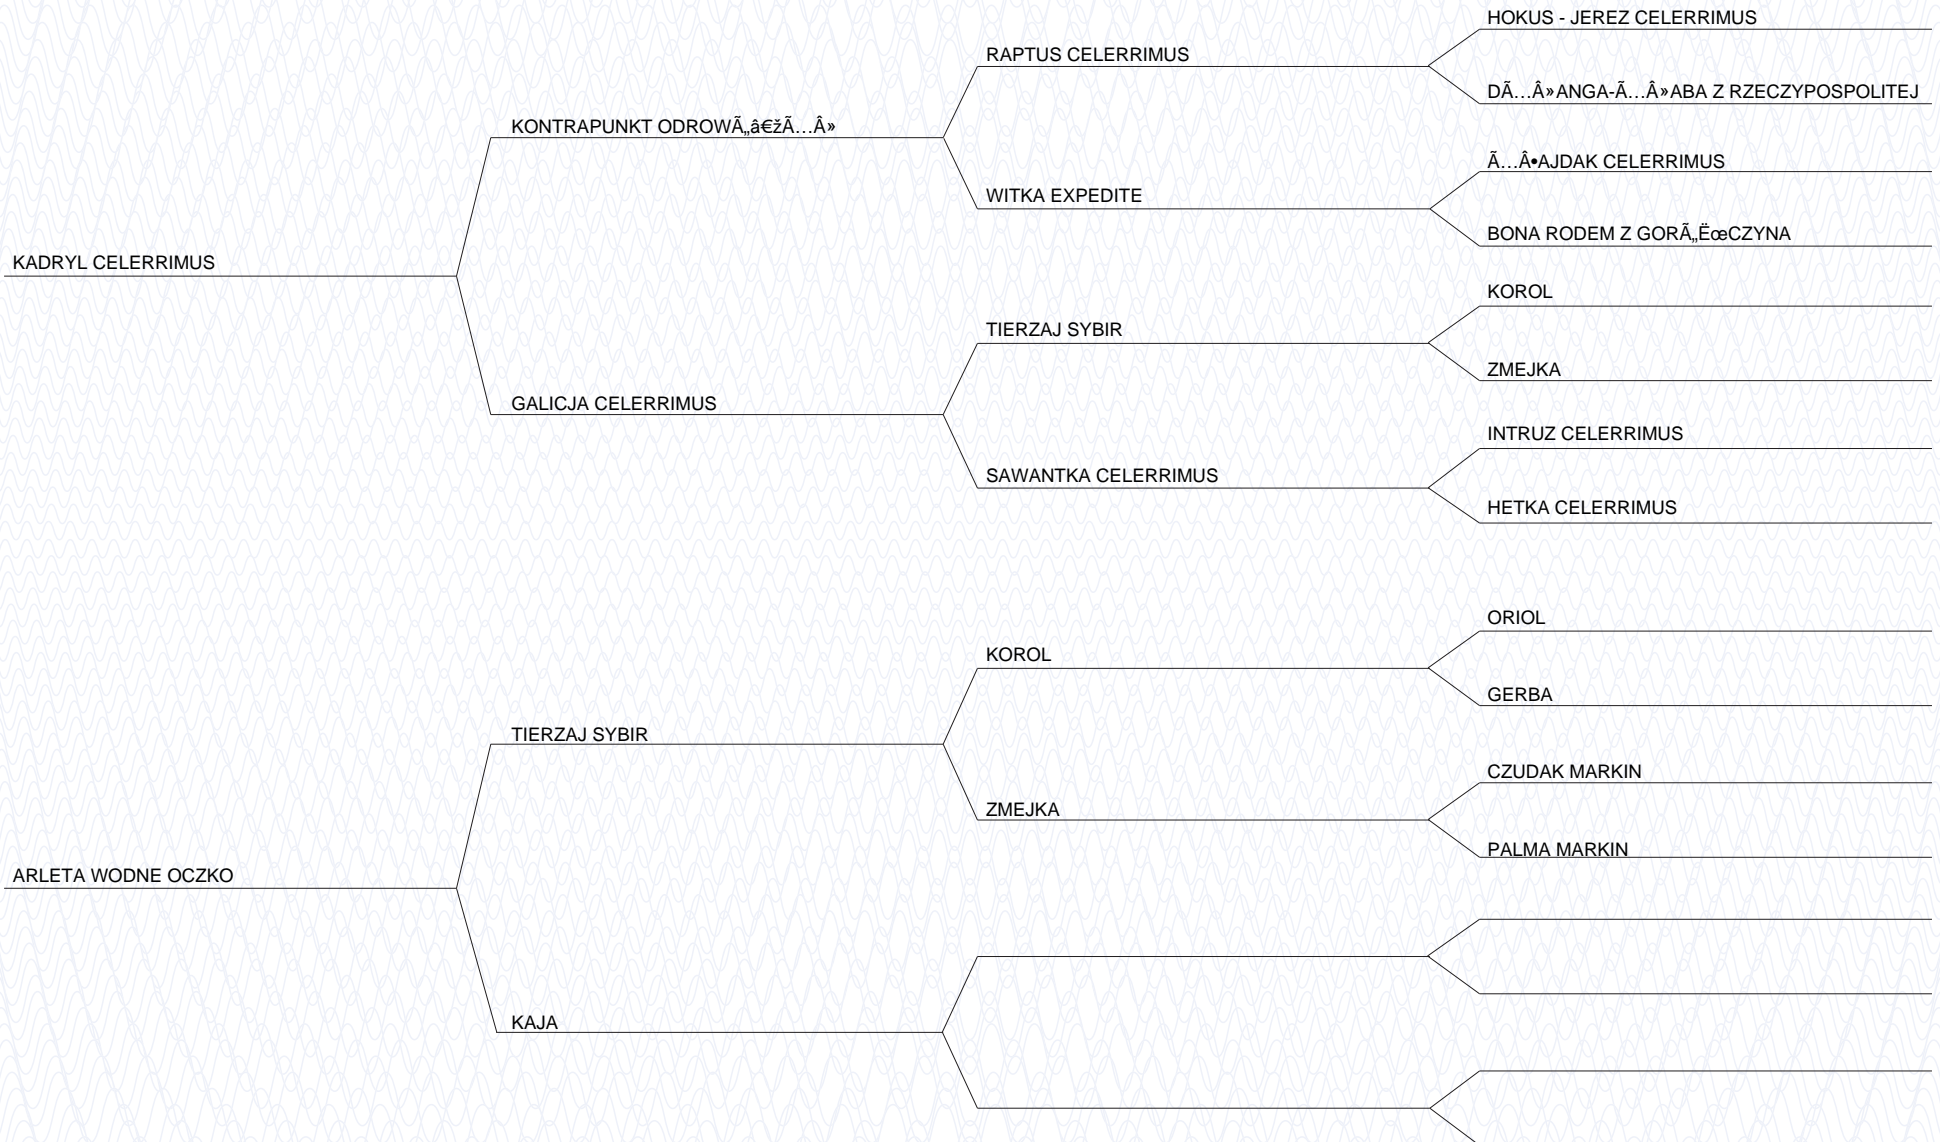 HOKUS - JEREZ CELERRIMUS
RAPTUS CELERRIMUS
DÃ…Â»ANGA-Ã…Â»ABA Z RZECZYPOSPOLITEJ
KONTRAPUNKT ODROWÃ„â€žÃ…Â»
Ã…Â•AJDAK CELERRIMUS
WITKA EXPEDITE
BONA RODEM Z GORÃ„ËœCZYNA
KADRYL CELERRIMUS
KOROL
TIERZAJ SYBIR
ZMEJKA
GALICJA CELERRIMUS
INTRUZ CELERRIMUS
SAWANTKA CELERRIMUS
HETKA CELERRIMUS
ORIOL
KOROL
GERBA
TIERZAJ SYBIR
CZUDAK MARKIN
ZMEJKA
PALMA MARKIN
ARLETA WODNE OCZKO
KAJA